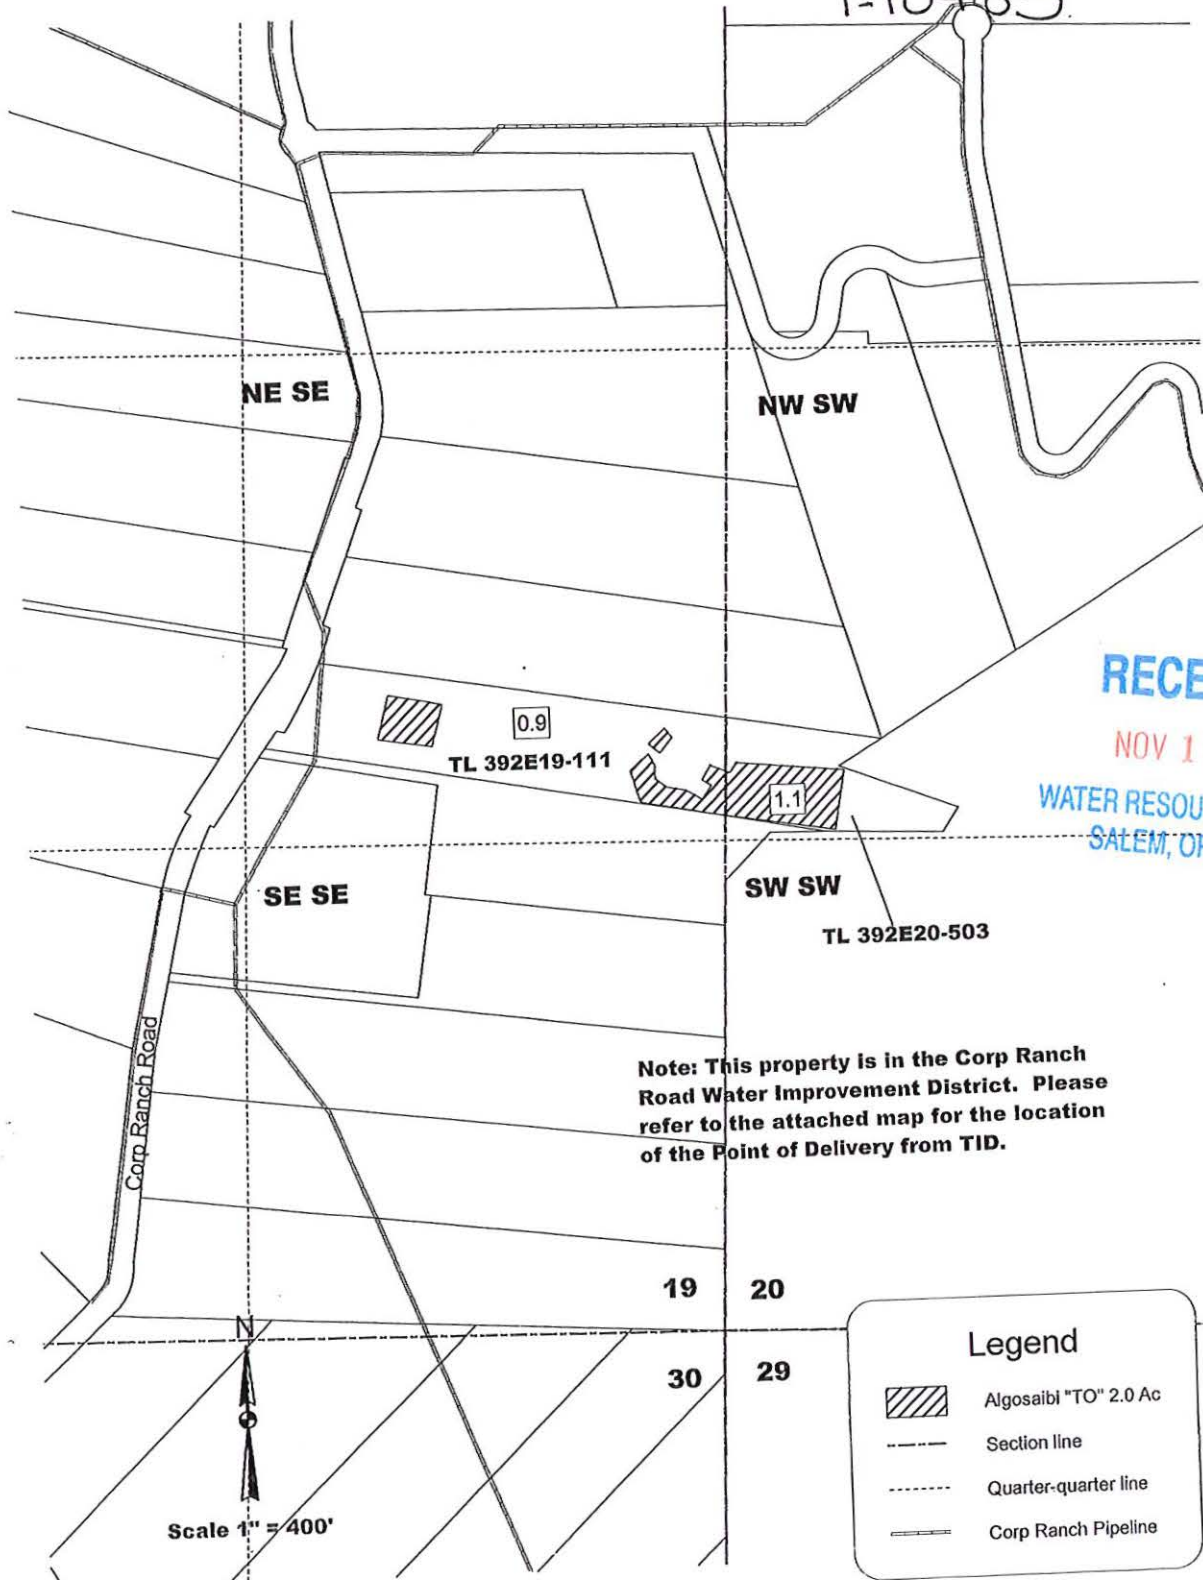 NE SE
NW SW
RECE
NOV 1
0.9
TL 392E19-111
1.1
WATER RESOU
SALEM, O
SE SE
SW SW
TL 392E20-503
Corp Ranch Road
Note: This property is in the Corp Ranch
Road Water Improvement District. Please
refer to the attached map for the location
of the Point of Delivery from TID.
19 20
30 29
N
Scale 1" = 400'
Legend
Algosaibi "TO" 2.0 Ac
Section line
Quarter-quarter line
Corp Ranch Pipeline